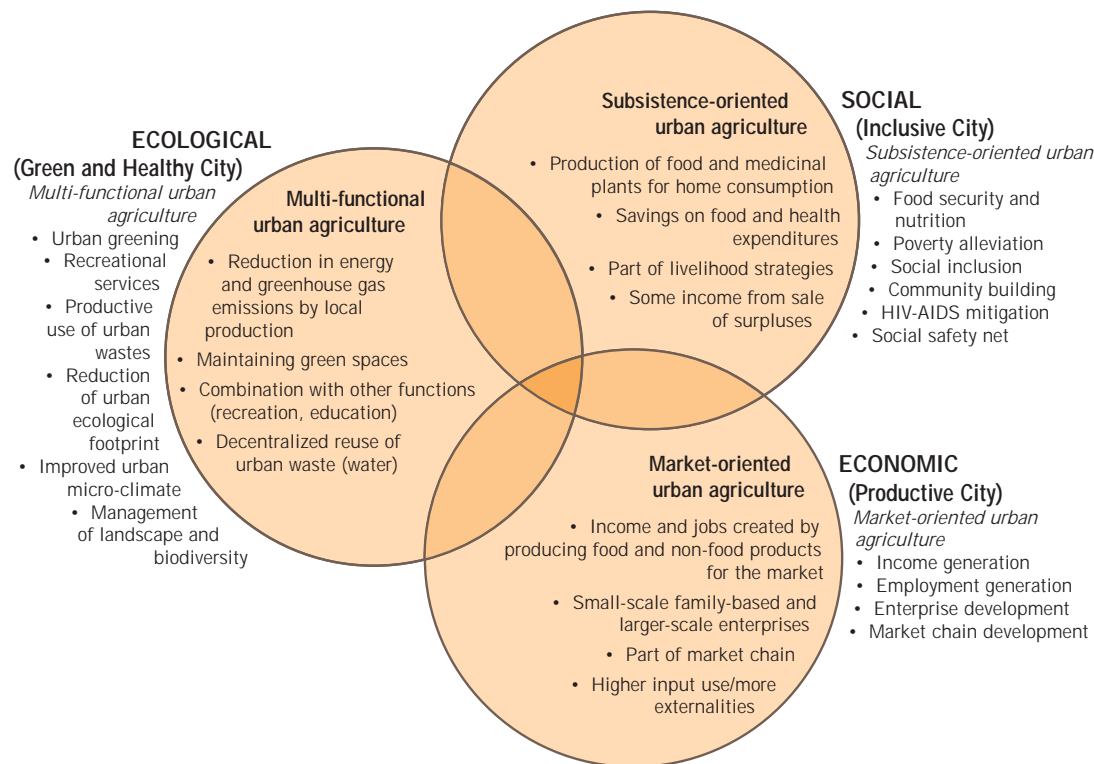 ECOLOGICAL
(Green and Healthy City)
Multi-functional urban
agriculture
• Urban greening
• Recreational
services
• Productive
use of urban
wastes
• Reduction
of urban
ecological
footprint
• Improved urban
micro-climate
• Management
of landscape and
biodiversity
Multi-functional
urban agriculture
• Reduction in energy
and greenhouse gas
emissions by local
production
• Maintaining green spaces
• Combination with other functions
(recreation, education)
• Decentralized reuse of
urban waste (water)
Subsistence-oriented
urban agriculture
• Production of food and medicinal
plants for home consumption
• Savings on food and health
expenditures
• Part of livelihood strategies
• Some income from sale
of surpluses
SOCIAL
(Inclusive City)
Subsistence-oriented urban
agriculture
• Food security and
nutrition
• Poverty alleviation
• Social inclusion
• Community building
• HIV-AIDS mitigation
• Social safety net
Market-oriented
urban agriculture
• Income and jobs created by
producing food and non-food products
for the market
• Small-scale family-based and
larger-scale enterprises
• Part of market chain
• Higher input use/more
externalities
ECONOMIC
(Productive City)
Market-oriented urban
agriculture
• Income generation
• Employment generation
• Enterprise development
• Market chain development